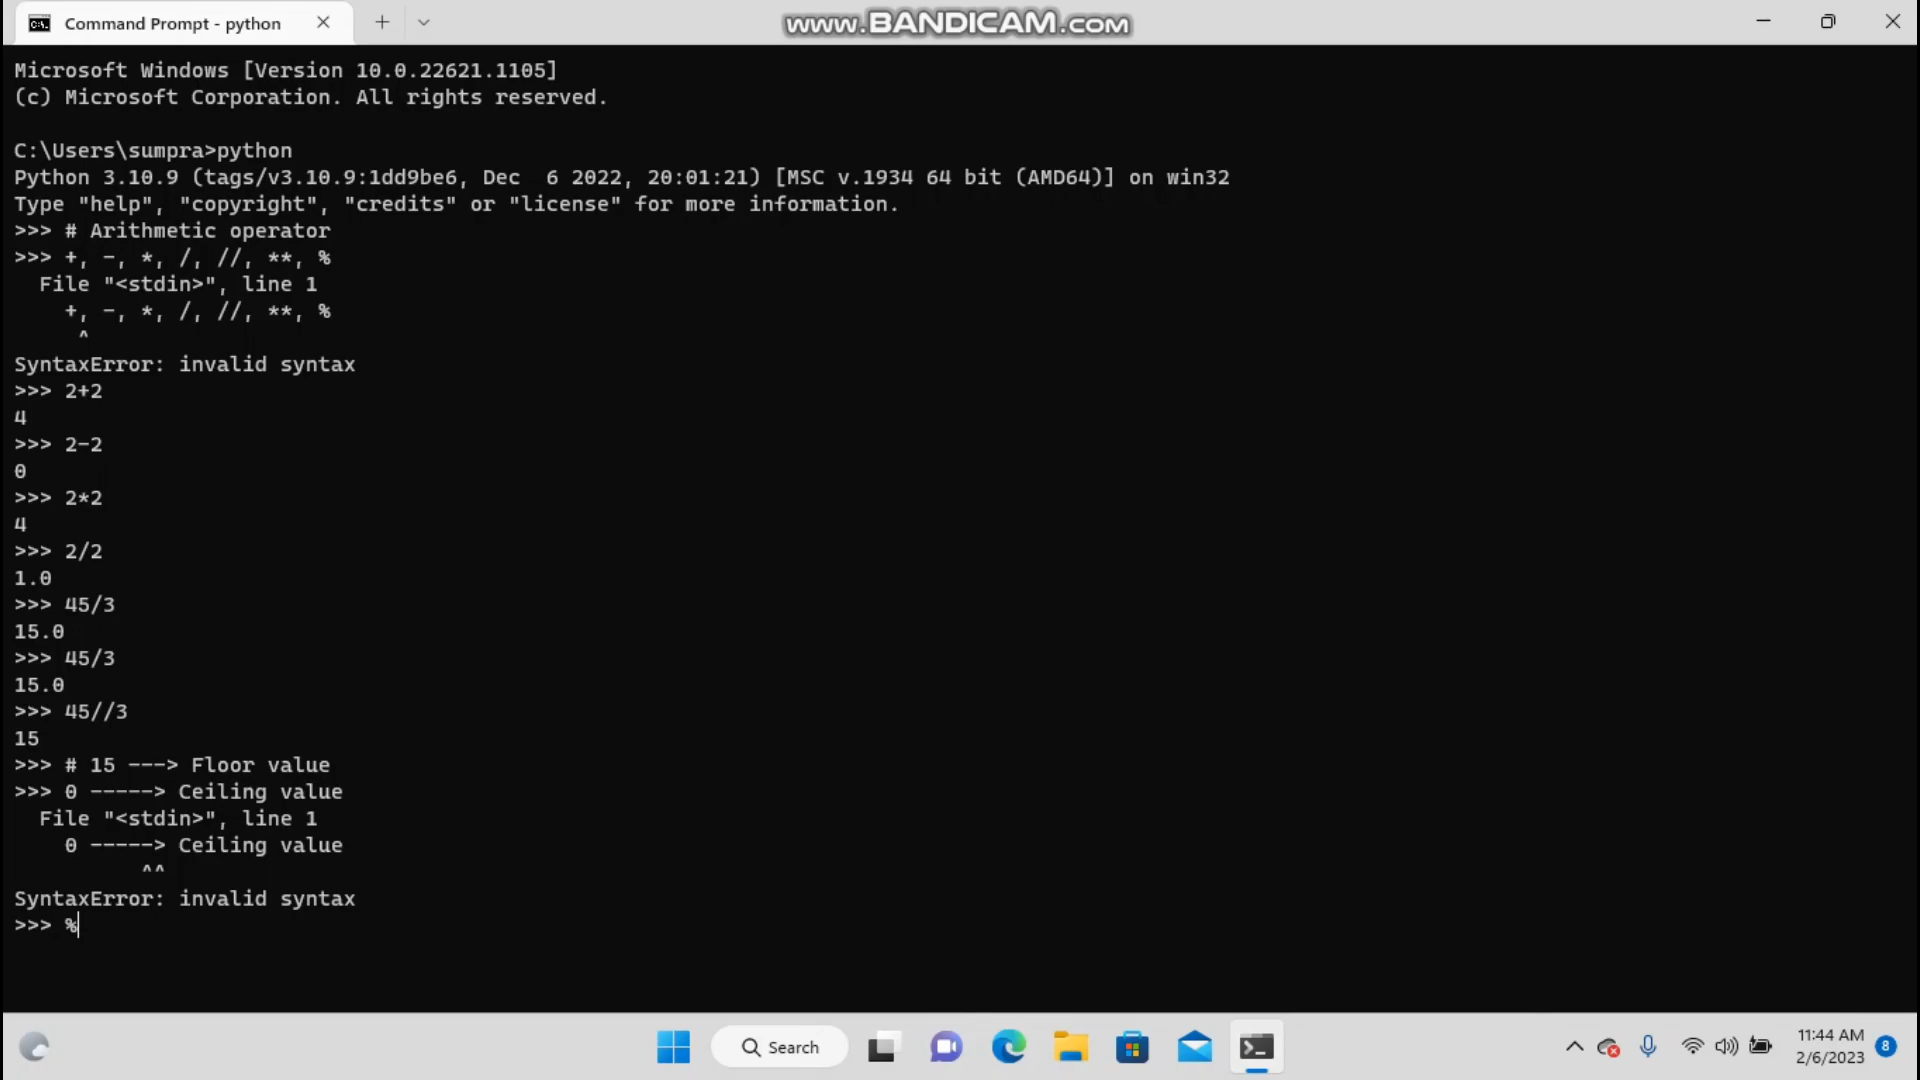 Command Prompt - python
www.BANDICAM.com
Microsoft Windows [Version 10.0.22621.1105]
(c) Microsoft Corporation. All rights reserved.
C:\Users\sumpra>python
Python 3.10.9 (tags/v3.10.9:1dd9be6, Dec  6 2022, 20:01:21) [MSC v.1934 64 bit (AMD64)] on win32
Type "help", "copyright", "credits" or "license" for more information.
>>> # Arithmetic operator
>>> +, -, *, /, //, **, %
  File "<stdin>", line 1
    +, -, *, /, //, **, %
     ^
SyntaxError: invalid syntax
>>> 2+2
4
>>> 2-2
0
>>> 2*2
4
>>> 2/2
1.0
>>> 45/3
15.0
>>> 45/3
15.0
>>> 45//3
15
>>> # 15 ---> Floor value
>>> 0 -----> Ceiling value
  File "<stdin>", line 1
    0 -----> Ceiling value
          ^^
SyntaxError: invalid syntax
>>> %
Search
11:44 AM
2/6/2023
8